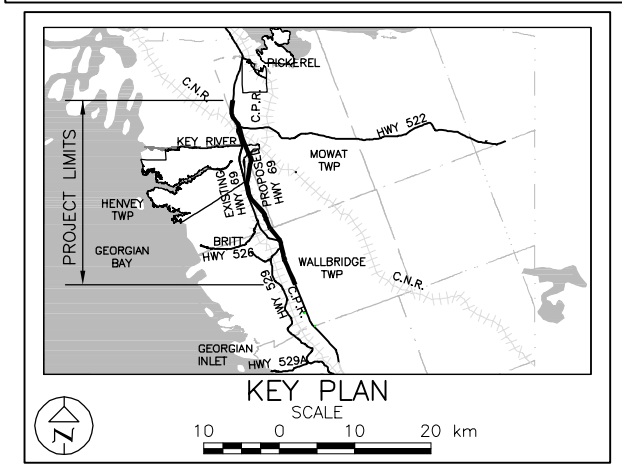 PICKEREL
C.N.R.
C.P.R.
HWY 522
KEY RIVER
MOWAT
TWP
PROJECT LIMITS
EXISTING
HWY 69
PROPOSED
HWY 69
HENVEY
TWP
BRITT
HWY 526
GEORGIAN
BAY
WALLBRIDGE
TWP
C.N.R.
HWY 529
C.P.R.
GEORGIAN
INLET
HWY 529A
KEY PLAN
SCALE
10 0 10 20 km
N